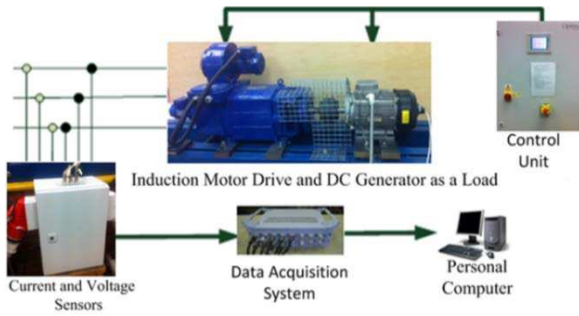 Control
Unit
Induction Motor Drive and DC Generator as a Load
Current and Voltage
Sensors
Data Acquisition
System
Personal
Computer